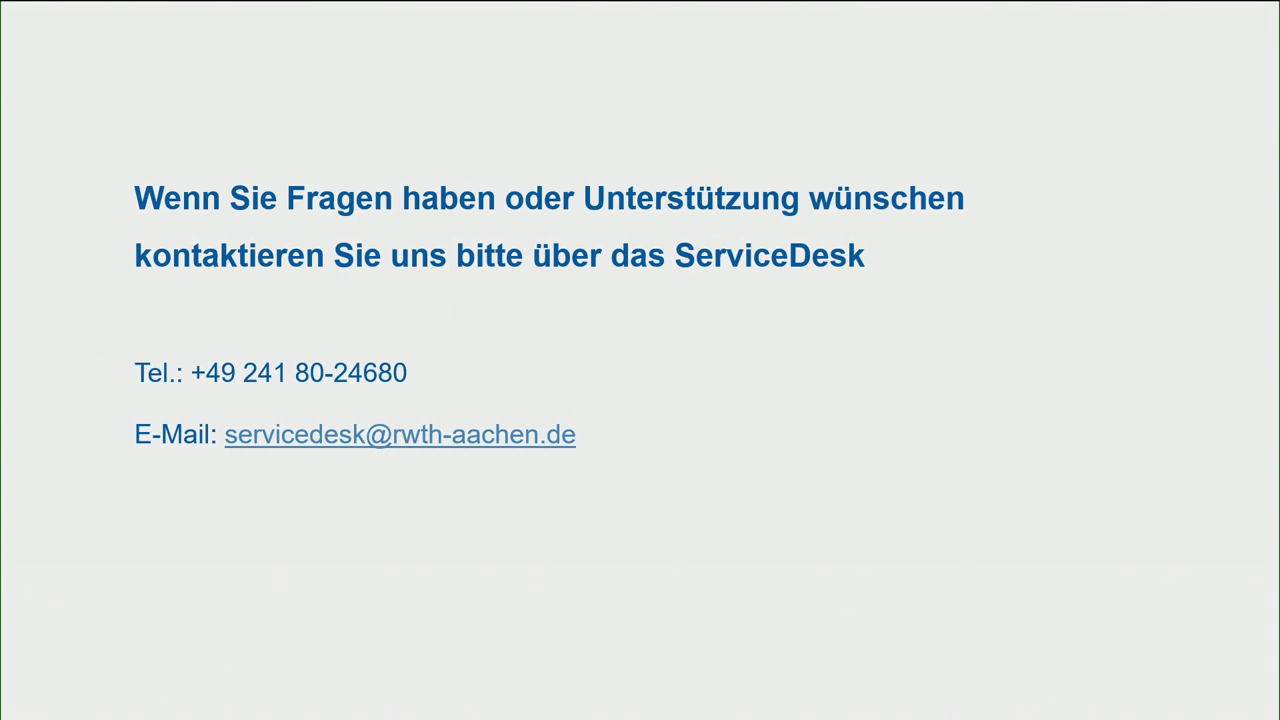 Wenn Sie Fragen haben oder Unterstützung wünschen
kontaktieren Sie uns bitte über das ServiceDesk
Tel.: +49 241 80-24680
E-Mail: servicedesk@rwth-aachen.de